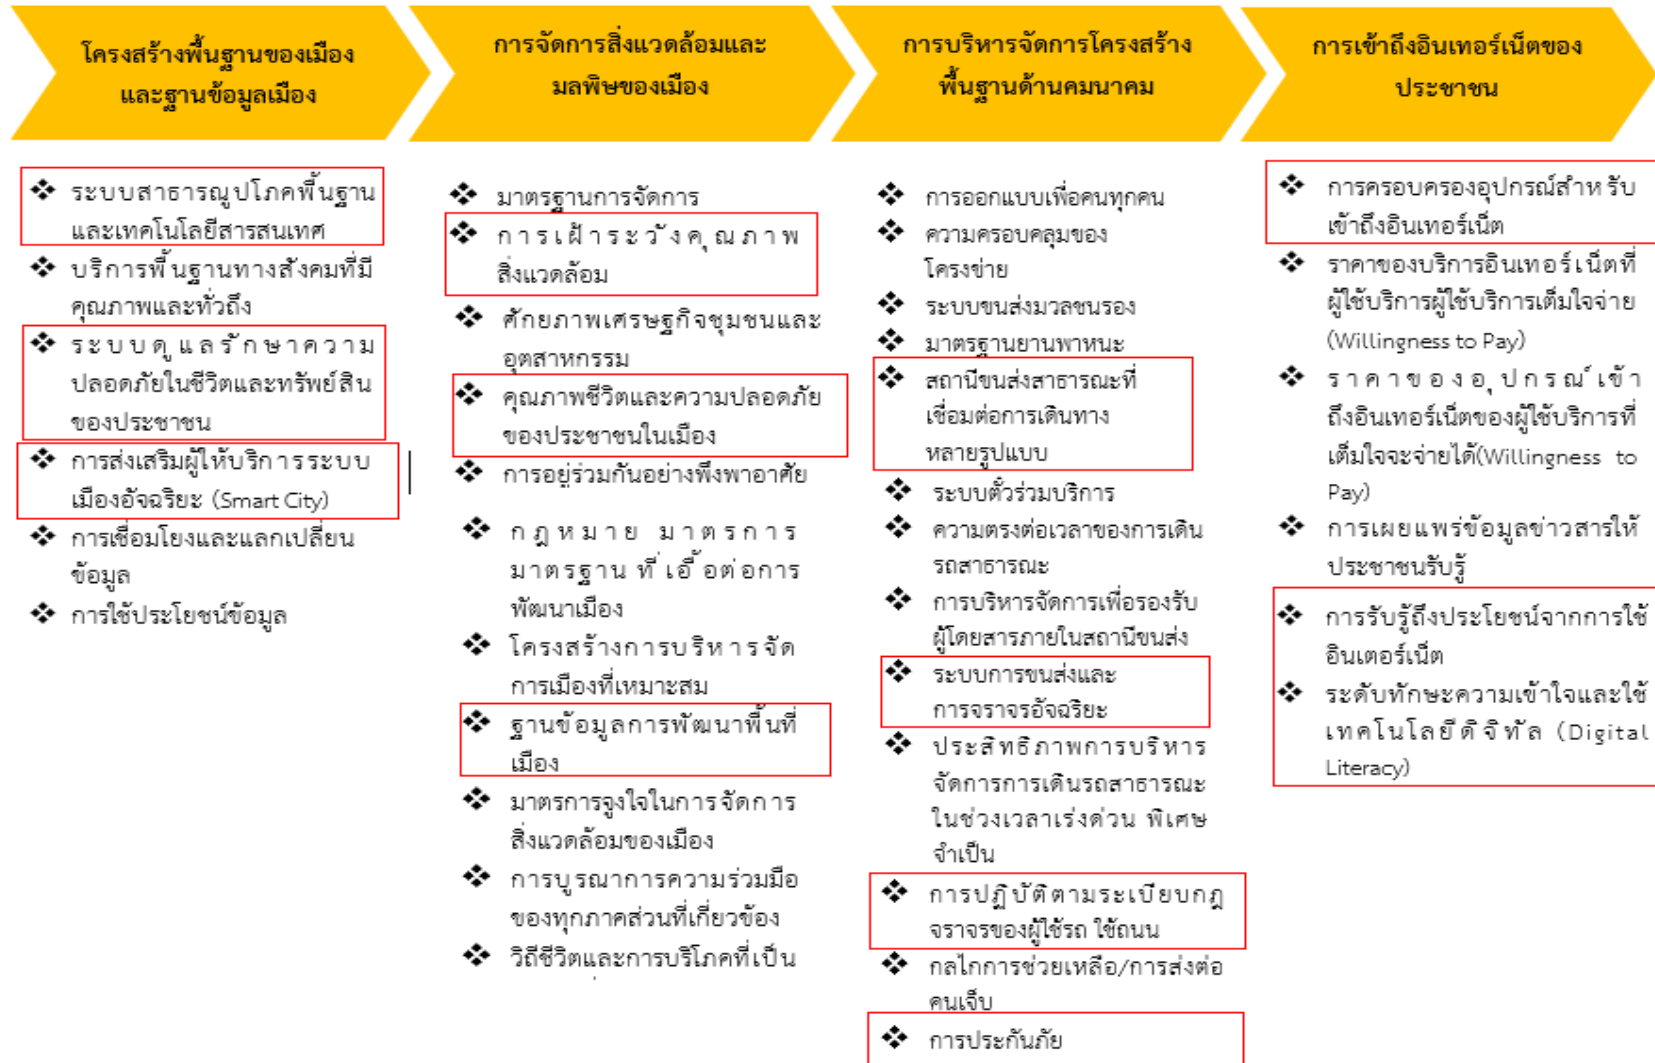 โครงสร้างพื้นฐานของเมือง
และฐานข้อมูลเมือง
❖ ระบบสาธารณูปโภคพื้นฐาน
และเทคโนโลยีสารสนเทศ
❖ บริการพื้นฐานทางสังคมที่มี
คุณภาพและทั่วถึง
❖ ระบบดูแลรักษาความ
ปลอดภัยในชีวิตและทรัพย์สิน
ของประชาชน
❖ การส่งเสริมผู้ให้บริการระบบ
เมืองอัจฉริยะ (Smart City)
❖ การเชื่อมโยงและแลกเปลี่ยน
ข้อมูล
❖ การใช้ประโยชน์ข้อมูล
การจัดการสิ่งแวดล้อมและ
มลพิษของเมือง
❖ มาตรฐานการจัดการ
❖ การเฝ้าระวังคุณภาพ
สิ่งแวดล้อม
❖ ศักยภาพเศรษฐกิจชุมชนและ
อุตสาหกรรม
❖ คุณภาพชีวิตและความปลอดภัย
ของประชาชนในเมือง
❖ การอยู่ร่วมกันอย่างพึงพาอาศัย
❖ กฎหมาย มาตรการ
มาตรฐาน ที่เอื้อต่อการ
พัฒนาเมือง
❖ โครงสร้างการบริหารจัด
การเมืองที่เหมาะสม
❖ ฐานข้อมูลการพัฒนาพื้นที่
เมือง
❖ มาตรการจูงใจในการจัดการ
สิ่งแวดล้อมของเมือง
❖ การบูรณาการความร่วมมือ
ของทุกภาคส่วนที่เกี่ยวข้อง
❖ วิถีชีวิตและการบริโภคที่เป็น
การบริหารจัดการโครงสร้าง
พื้นฐานด้านคมนาคม
❖ การออกแบบเพื่อคนทุกคน
❖ ความครอบคลุมของ
โครงข่าย
❖ ระบบขนส่งมวลชนรอง
❖ มาตรฐานยานพาหนะ
❖ สถานีขนส่งสาธารณะที่
เชื่อมต่อการเดินทาง
หลายรูปแบบ
❖ ระบบตั๋วร่วมบริการ
❖ ความตรงต่อเวลาของการเดิน
รถสาธารณะ
❖ การบริหารจัดการเพื่อรองรับ
ผู้โดยสารภายในสถานีขนส่ง
❖ ระบบการขนส่งและ
การจราจรอัจฉริยะ
❖ ประสิทธิภาพการบริหาร
จัดการการเดินรถสาธารณะ
ในช่วงเวลาเร่งด่วน พิเศษ
จำเป็น
❖ การปฏิบัติตามระเบียบกฎ
จราจรของผู้ใช้รถ ใช้ถนน
❖ กลไกการช่วยเหลือ/การส่งต่อ
คนเจ็บ
❖ การประกันภัย
การเข้าถึงอินเทอร์เน็ตของ
ประชาชน
❖ การครอบครองอุปกรณ์สำหรับ
เข้าถึงอินเทอร์เน็ต
❖ ราคาของบริการอินเทอร์เน็ตที่
ผู้ใช้บริการผู้ใช้บริการเต็มใจจ่าย
(Willingness to Pay)
❖ ราคาของอุปกรณ์เข้า
ถึงอินเทอร์เน็ตของผู้ใช้บริการที่
เต็มใจจะจ่ายได้(Willingness to
Pay)
❖ การเผยแพร่ข้อมูลข่าวสารให้
ประชาชนรับรู้
❖ การรับรู้ถึงประโยชน์จากการใช้
อินเตอร์เน็ต
❖ ระดับทักษะความเข้าใจและใช้
เทคโนโลยีดิจิทัล (Digital
Literacy)